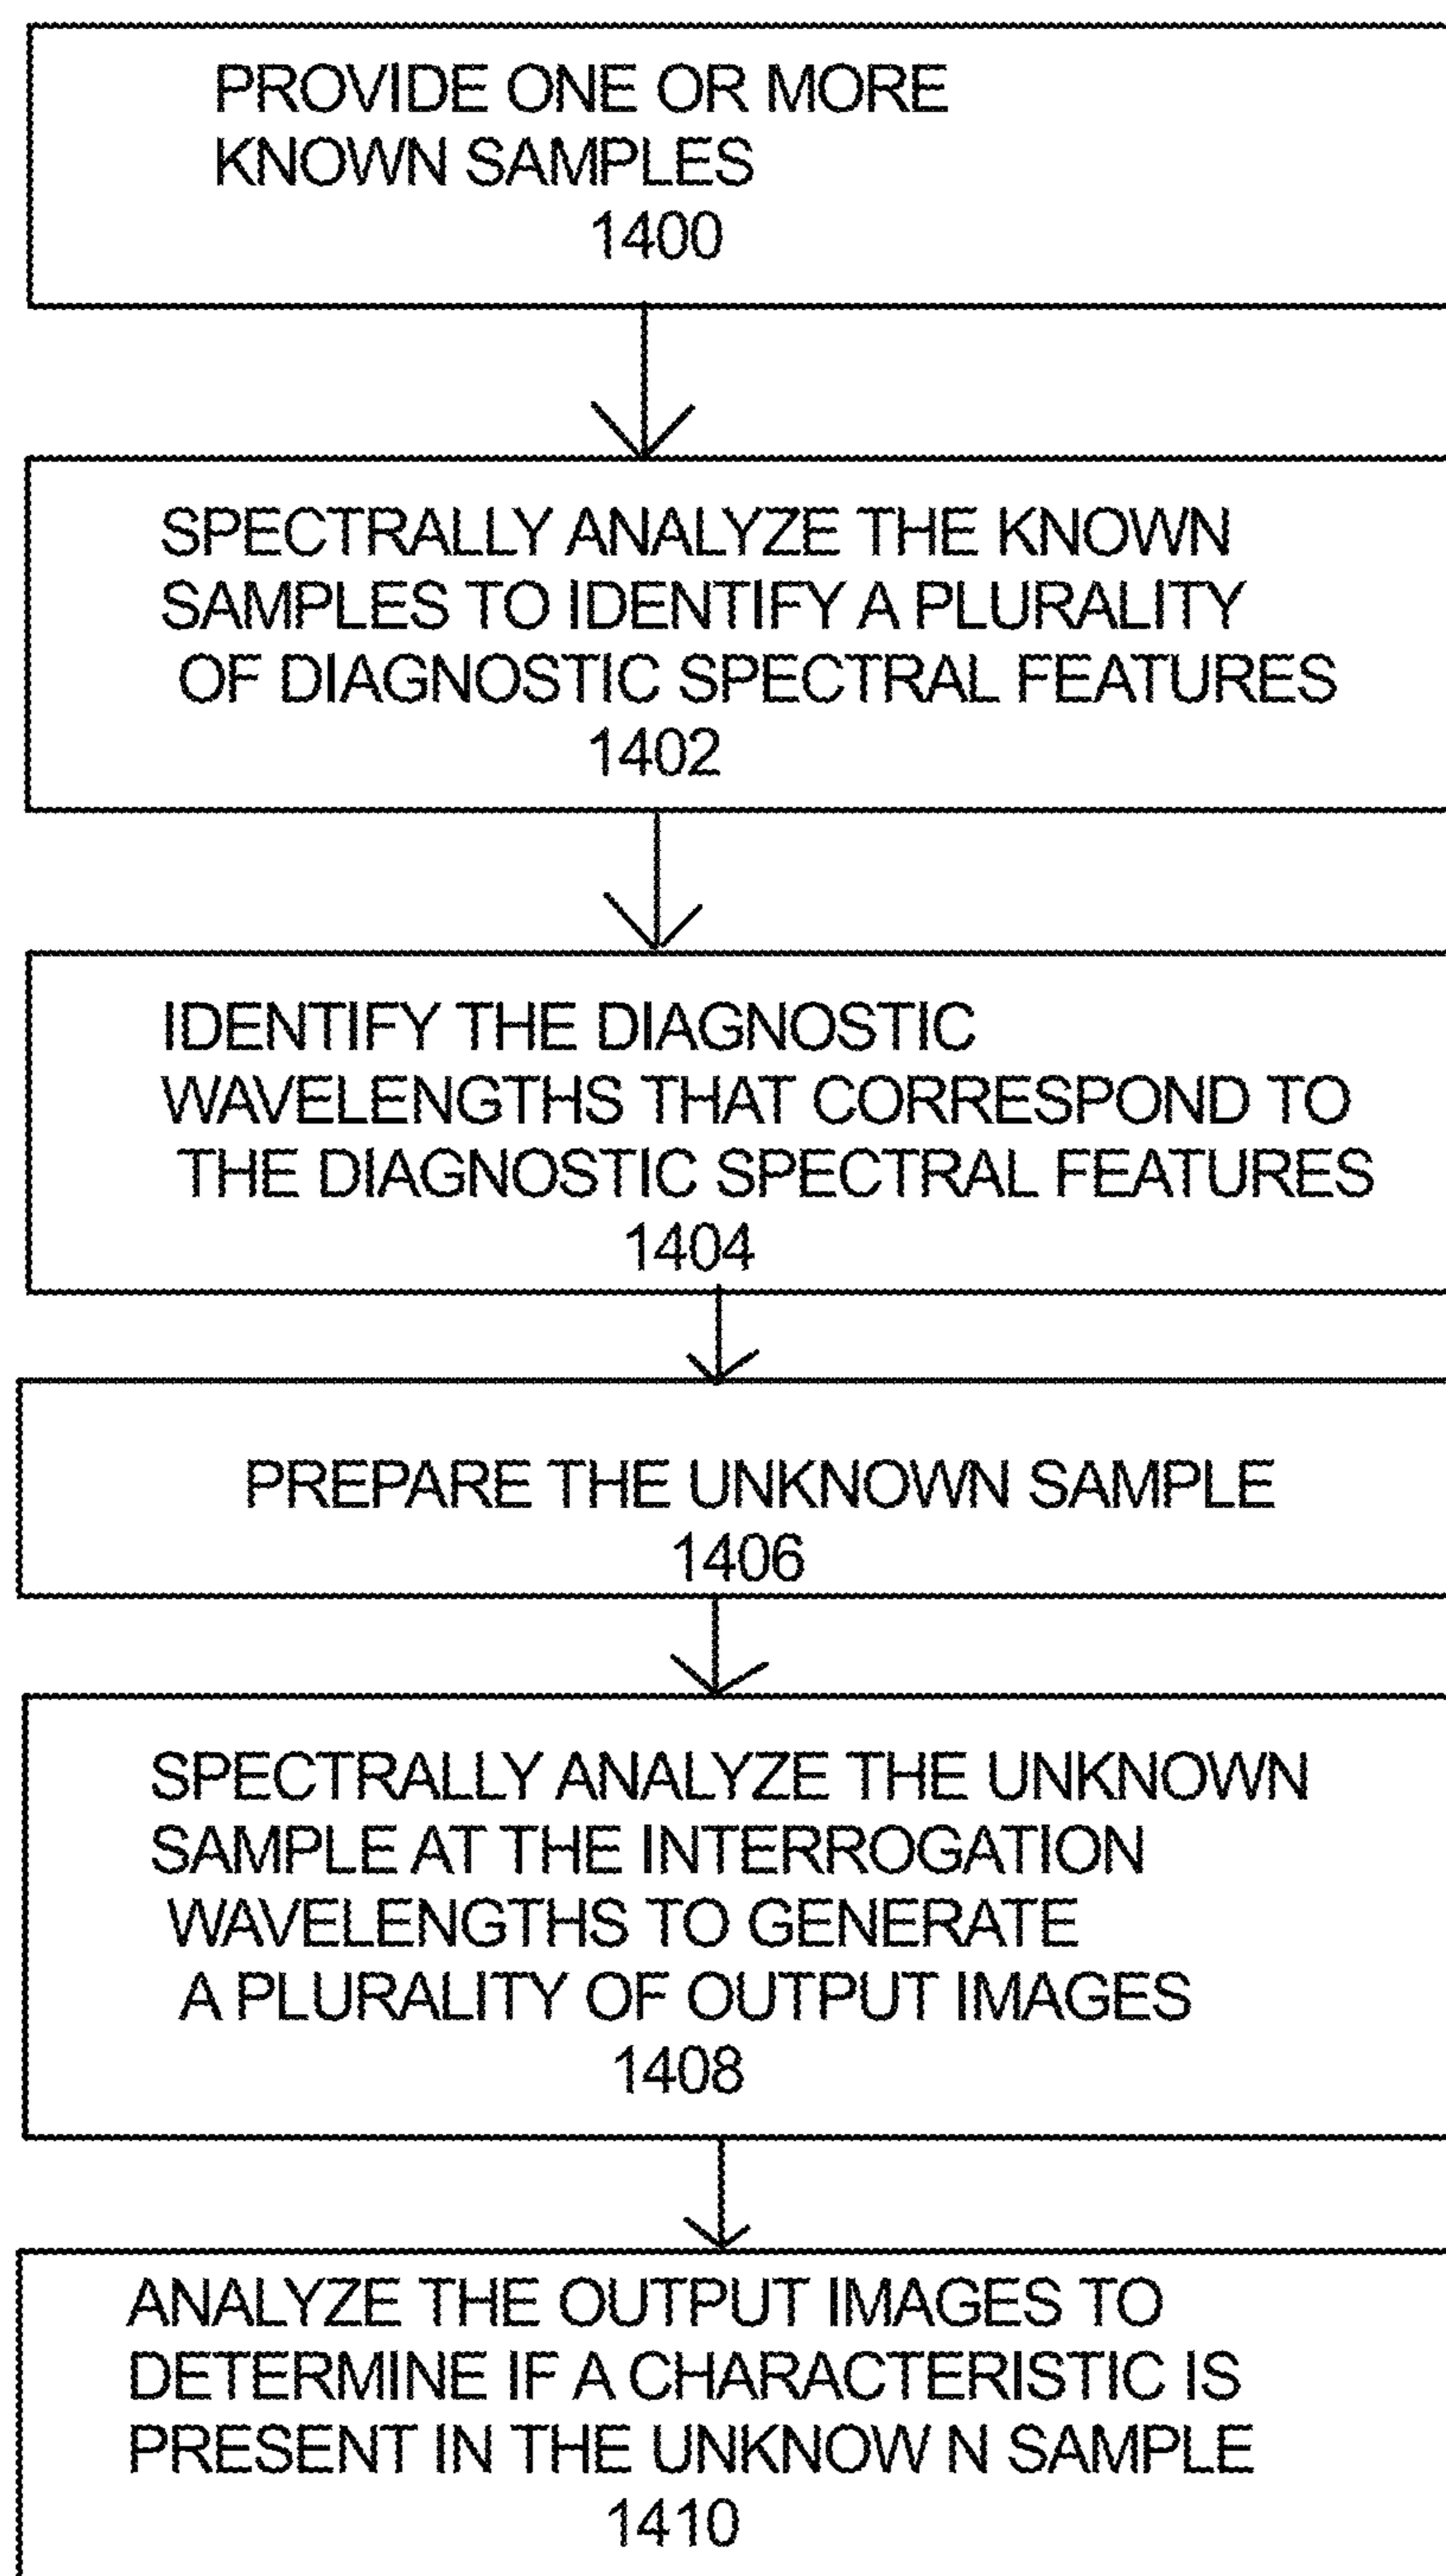 PROVIDE ONE OR MORE
KNOWN SAMPLES
1400
SPECTRALLY ANALYZE THE KNOWN
SAMPLES TO IDENTIFY A PLURALITY
OF DIAGNOSTIC SPECTRAL FEATURES
1402
IDENTIFY THE DIAGNOSTIC
WAVELENGTHS THAT CORRESPOND TO
THE DIAGNOSTIC SPECTRAL FEATURES
1404
PREPARE THE UNKNOWN SAMPLE
1406
SPECTRALLY ANALYZE THE UNKNOWN
SAMPLE AT THE INTERROGATION
WAVELENGTHS TO GENERATE
A PLURALITY OF OUTPUT IMAGES
1408
ANALYZE THE OUTPUT IMAGES TO
DETERMINE IF A CHARACTERISTIC IS
PRESENT IN THE UNKNOW N SAMPLE
1410